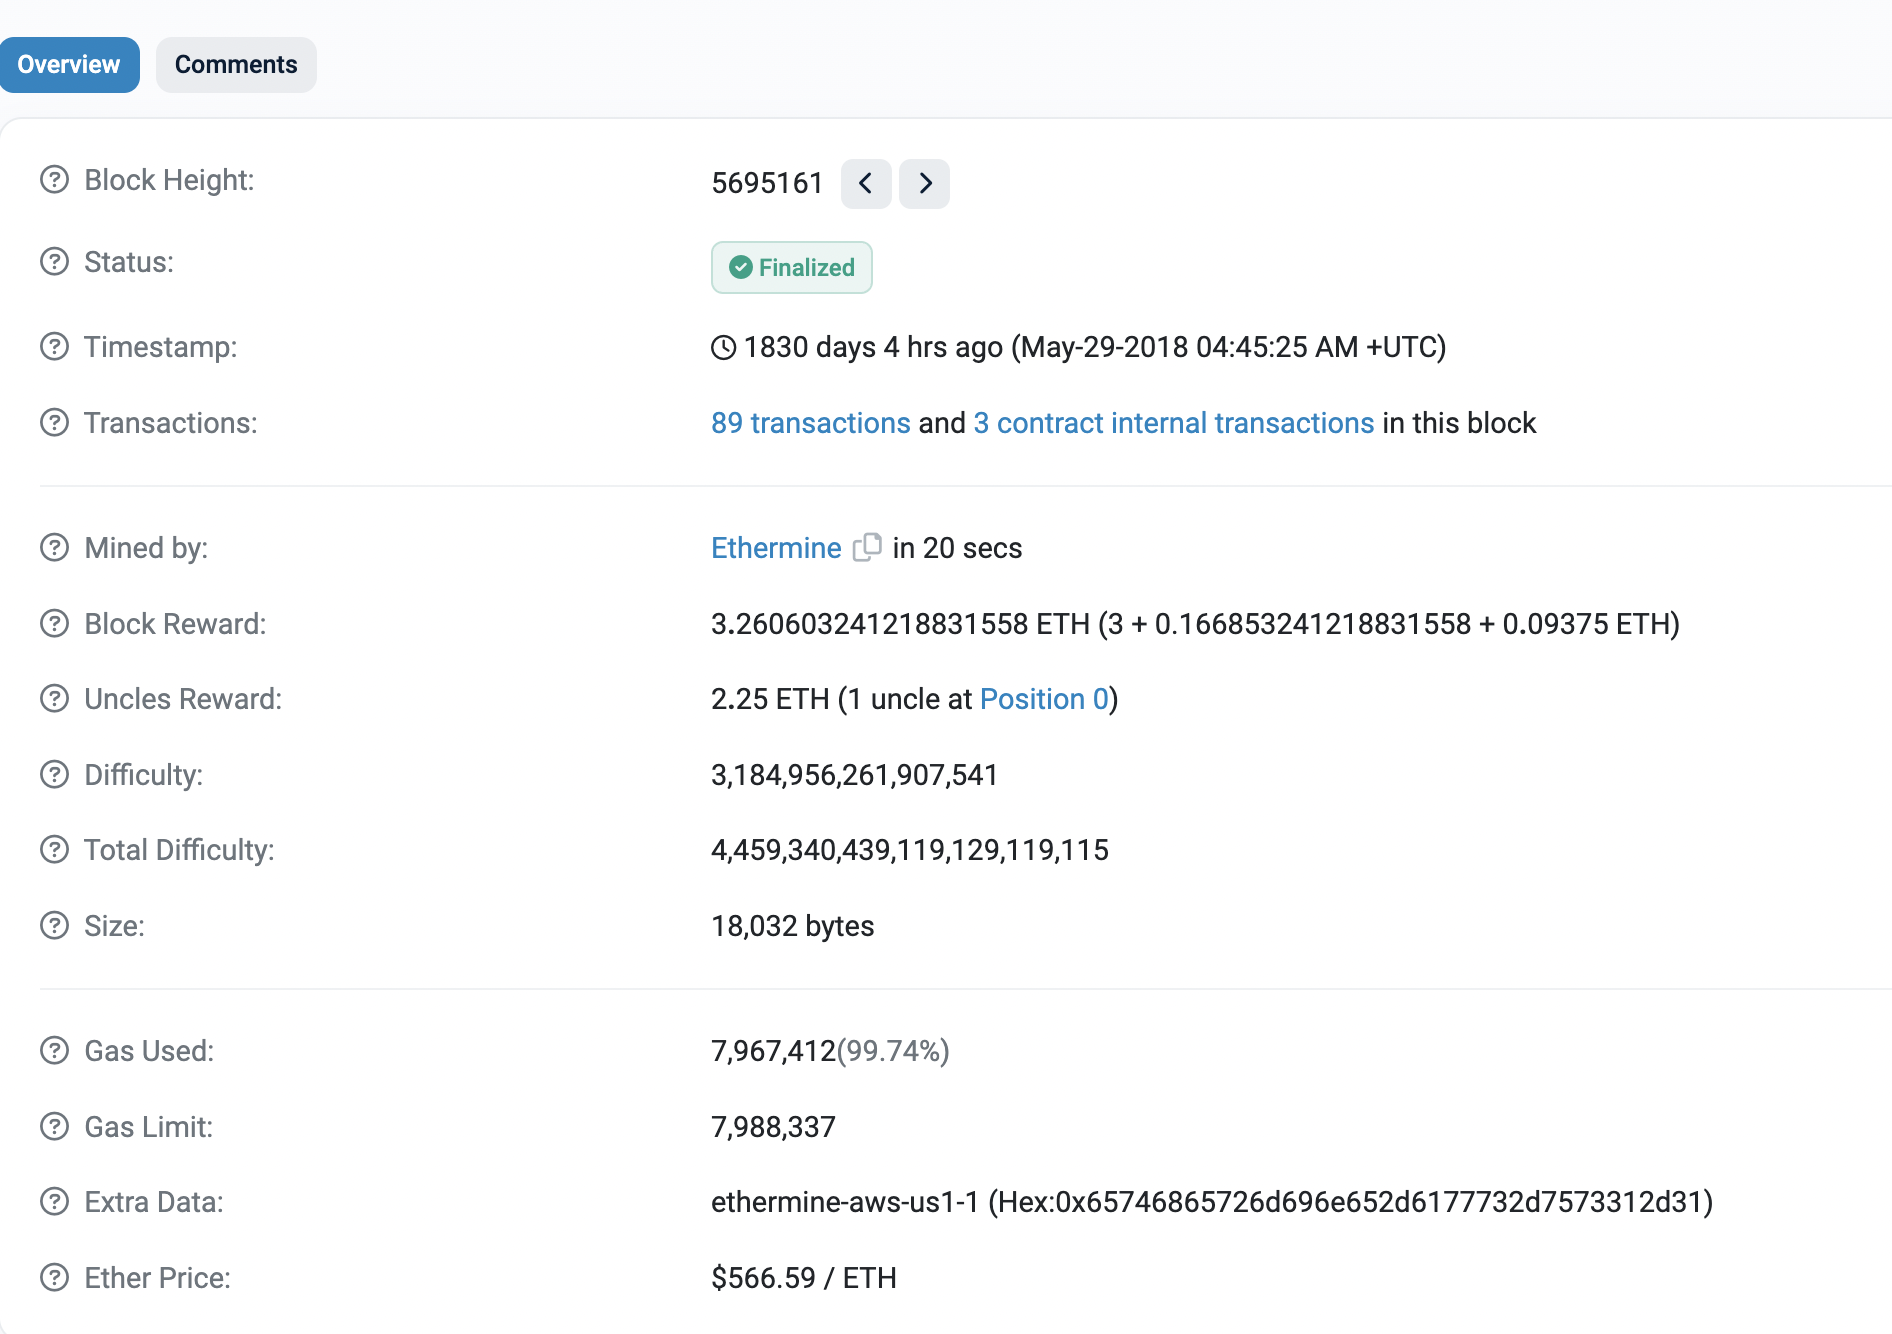 Overview Comments
Block Height: 5695161
Status: Finalized
Timestamp: 1830 days 4 hrs ago (May-29-2018 04:45:25 AM +UTC)
Transactions: 89 transactions and 3 contract internal transactions in this block
Mined by: Ethermine in 20 secs
Block Reward: 3.260603241218831558 ETH (3 + 0.166853241218831558 + 0.09375 ETH)
Uncles Reward: 2.25 ETH (1 uncle at Position 0)
Difficulty: 3,184,956,261,907,541
Total Difficulty: 4,459,340,439,119,129,119,115
Size: 18,032 bytes
Gas Used: 7,967,412(99.74%)
Gas Limit: 7,988,337
Extra Data: ethermine-aws-us1-1 (Hex:0x65746865726d696e652d6177732d7573312d31)
Ether Price: $566.59 / ETH